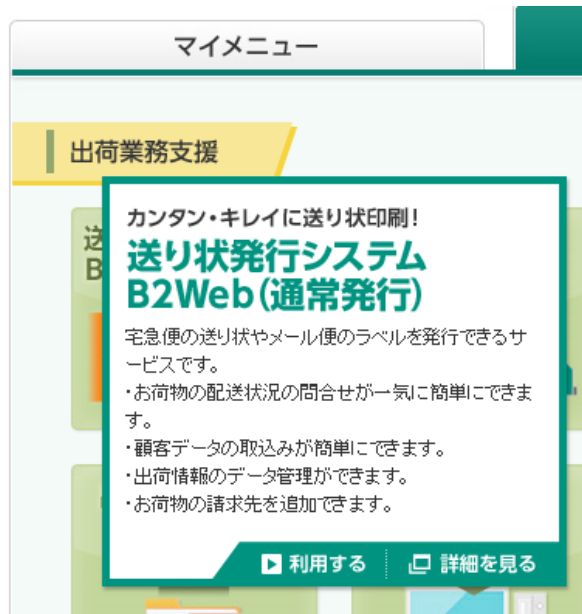 マイメニュー
出荷業務支援
送
B
カンタン・キレイに送り状印刷!
送り状発行システム
B2Web(通常発行)
宅急便の送り状やメール便のラベルを発行できるサ
ービスです。
・お荷物の配送状況の問合せが一気に簡単にできま
す。
・顧客データの取込みが簡単にできます。
・出荷情報のデータ管理ができます。
・お荷物の請求先を追加できます。
利用する
詳細を見る